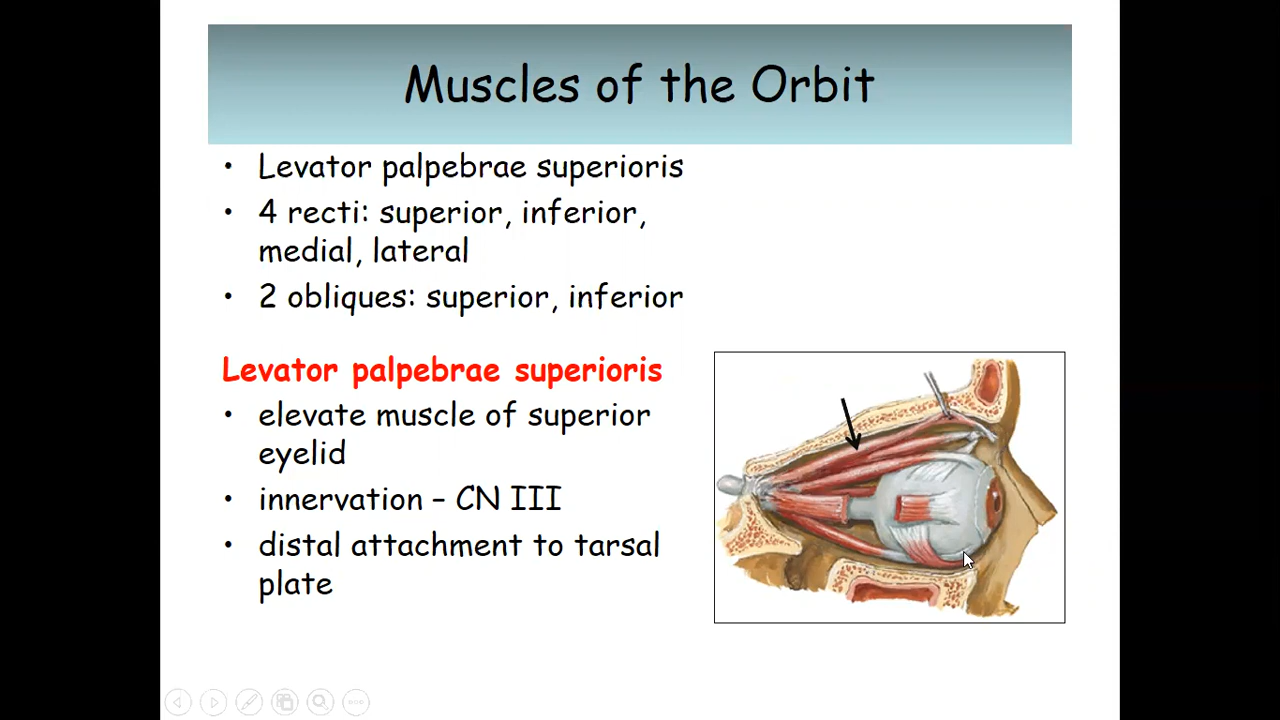 Muscles of the Orbit
• Levator palpebrae superioris
• 4 recti: superior, inferior,
medial, lateral
• 2 obliques: superior, inferior
Levator palpebrae superioris
• elevate muscle of superior
eyelid
• innervation – CN III
• distal attachment to tarsal
plate